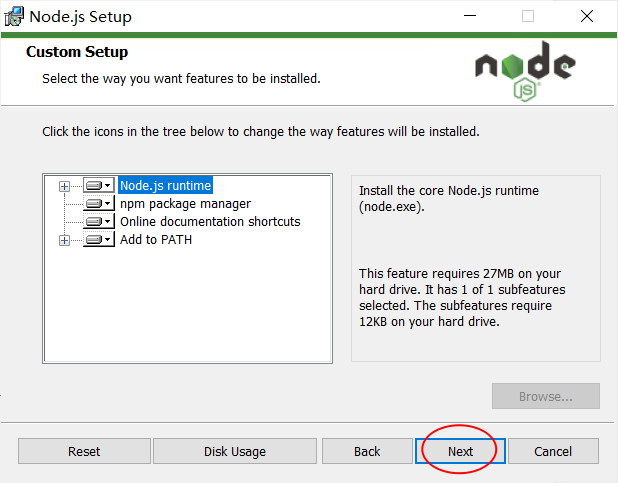 Node.js Setup
Custom Setup
Select the way you want features to be installed.
node
JS
Click the icons in the tree below to change the way features will be installed.
Node.js runtime
npm package manager
Online documentation shortcuts
Add to PATH
Install the core Node.js runtime
(node.exe).
This feature requires 27MB on your
hard drive. It has 1 of 1 subfeatures
selected. The subfeatures require
12KB on your hard drive.
Browse...
Reset
Disk Usage
Back
Next
Cancel